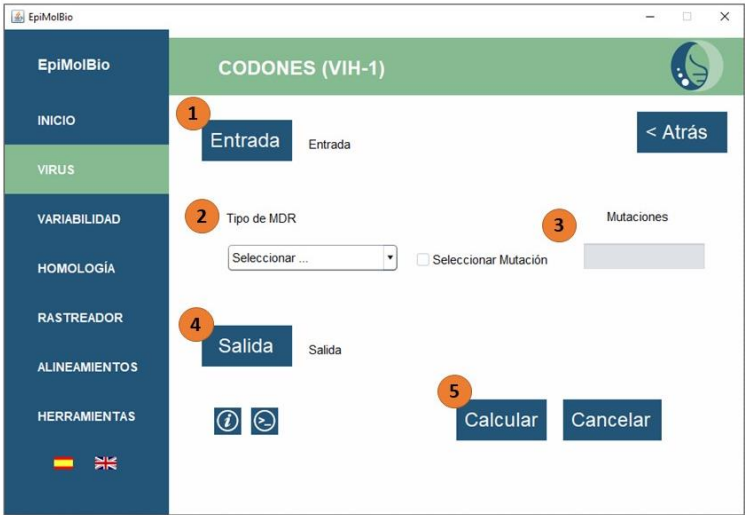 EpiMolBio
EpiMolBio
CODONES (VIH-1)
INICIO
VIRUS
VARIABILIDAD
HOMOLOGÍA
RASTREADOR
ALINEAMIENTOS
HERRAMIENTAS
1
Entrada
Entrada
< Atrás
2
Tipo de MDR
3
Mutaciones
Seleccionar ...
Seleccionar Mutación
4
Salida
Salida
5
Calcular
Cancelar